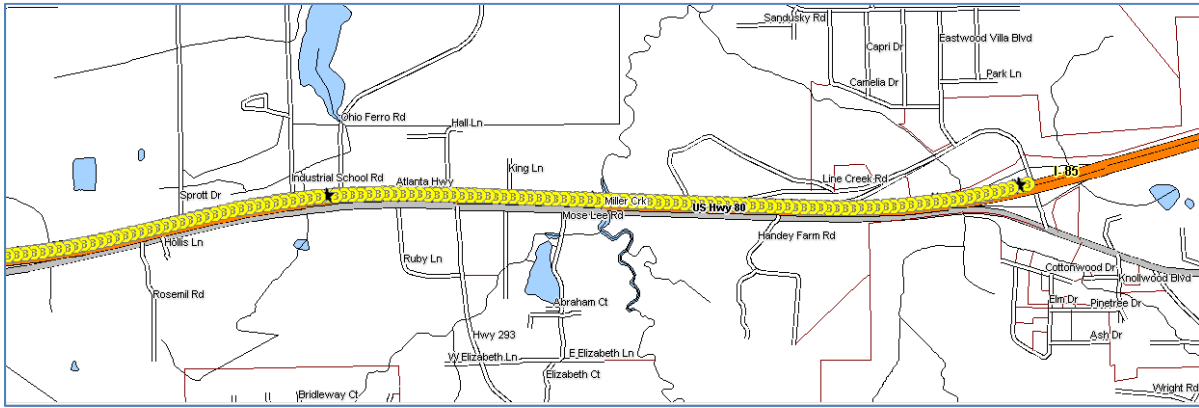 Sandusky Rd
Eastwood Villa Blvd
Capri Dr
Park Ln
Camelia Dr
Ohio Ferro Rd
Hall Ln
King Ln
I- 85
Industrial School Rd
Atlanta Hwy
Line Creek Rd
Sprott Dr
Miller Crk
US Hwy 80
Mose Lee Rd
Handey Farm Rd
Hollis Ln
Ruby Ln
Cottonwood Dr
Knollwood Blvd
Rosemil Rd
Abraham Ct
Elm Dr
Pinetree Dr
Hwy 293
Ash Dr
W Elizabeth Ln
E Elizabeth Ln
Elizabeth Ct
Wright Rd
Bridleway Ct